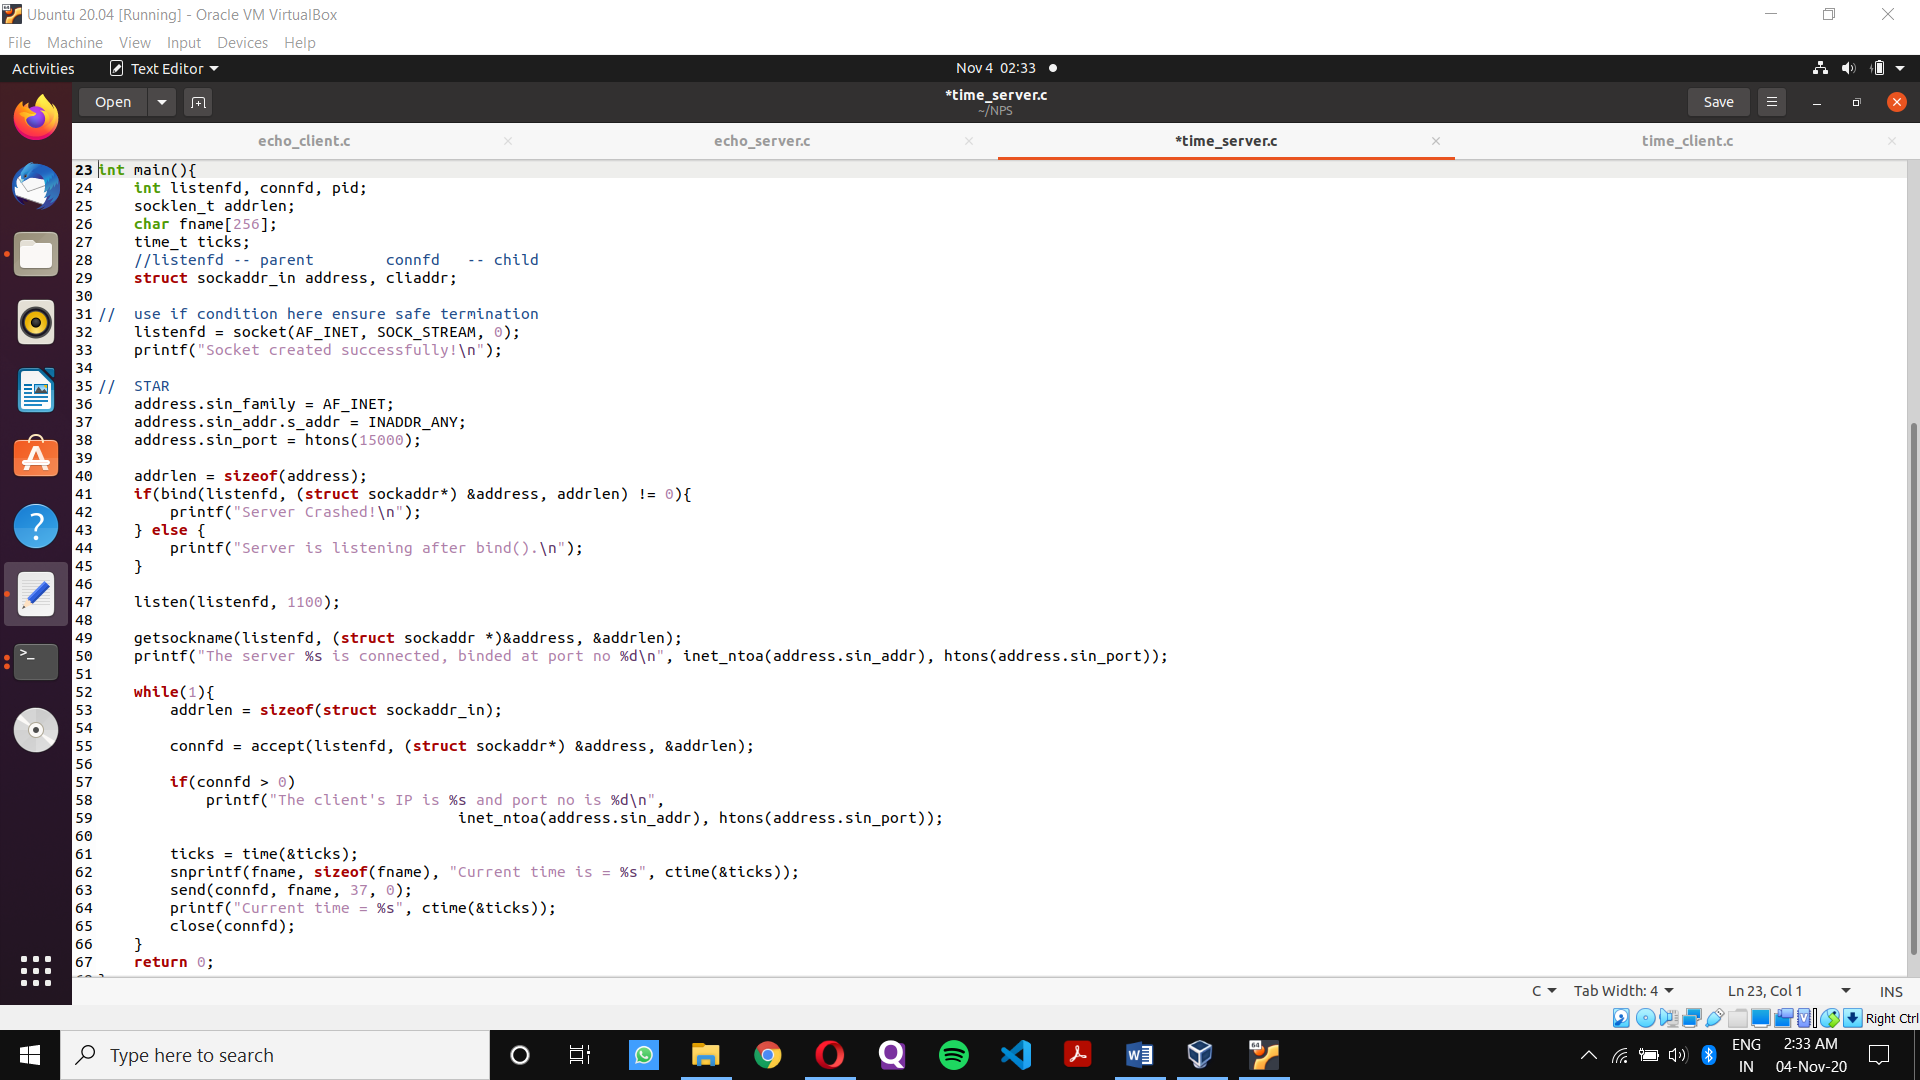 Ubuntu 20.04 [Running] - Oracle VM VirtualBox
File Machine View Input Devices Help
Activities Text Editor Nov 4 02:33
Open *time_server.c Save
~/NPS
echo_client.c echo_server.c *time_server.c time_client.c
23 int main(){
24     int listenfd, connfd, pid;
25     socklen_t addrlen;
26     char fname[256];
27     time_t ticks;
28     //listenfd -- parent        connfd   -- child
29     struct sockaddr_in address, cliaddr;
30
31 //  use if condition here ensure safe termination
32     listenfd = socket(AF_INET, SOCK_STREAM, 0);
33     printf("Socket created successfully!\n");
34
35 //  STAR
36     address.sin_family = AF_INET;
37     address.sin_addr.s_addr = INADDR_ANY;
38     address.sin_port = htons(15000);
39
40     addrlen = sizeof(address);
41     if(bind(listenfd, (struct sockaddr*) &address, addrlen) != 0){
42         printf("Server Crashed!\n");
43     } else {
44         printf("Server is listening after bind().\n");
45     }
46
47     listen(listenfd, 1100);
48
49     getsockname(listenfd, (struct sockaddr *)&address, &addrlen);
50     printf("The server %s is connected, binded at port no %d\n", inet_ntoa(address.sin_addr), htons(address.sin_port));
51
52     while(1){
53         addrlen = sizeof(struct sockaddr_in);
54
55         connfd = accept(listenfd, (struct sockaddr*) &address, &addrlen);
56
57         if(connfd > 0)
58             printf("The client's IP is %s and port no is %d\n",
59                                         inet_ntoa(address.sin_addr), htons(address.sin_port));
60
61         ticks = time(&ticks);
62         snprintf(fname, sizeof(fname), "Current time is = %s", ctime(&ticks));
63         send(connfd, fname, 37, 0);
64         printf("Current time = %s", ctime(&ticks));
65         close(connfd);
66     }
67     return 0;
C Tab Width: 4 Ln 23, Col 1 INS
Right Ctrl
Type here to search
ENG 2:33 AM
IN 04-Nov-20